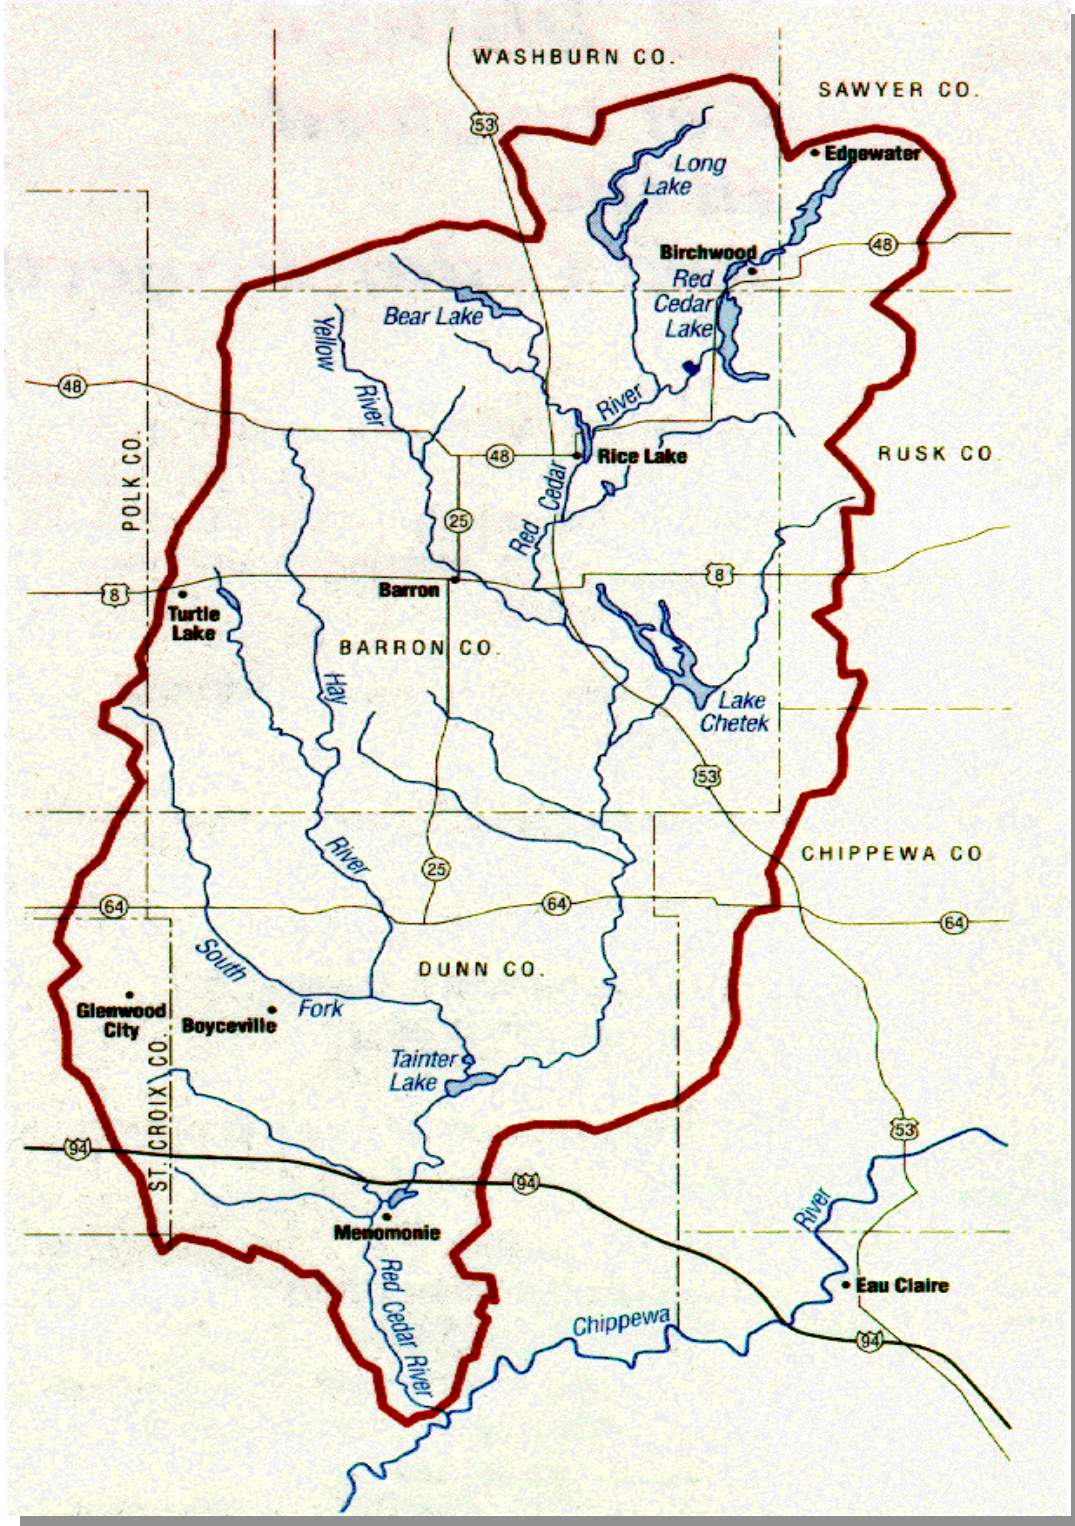 WASHBURN CO.
SAWYER CO.
53
Edgewater
Long
Lake
Birchwood
48
Red
Cedar
Lake
Bear Lake
Yellow
River
48
River
POLK CO.
48
Rice Lake
RUSK CO.
Red Cedar
25
8
8
Barron
Turtle
Lake
BARRON CO.
Hay
Lake
Chetek
53
River
CHIPPEWA CO
25
64
64
64
South
DUNN CO.
Glenwood
City
Boyceville
Fork
ST. CROIX CO.
Tainter
Lake
94
53
94
River
Menomonie
Red Cedar River
Eau Claire
Chippewa
94